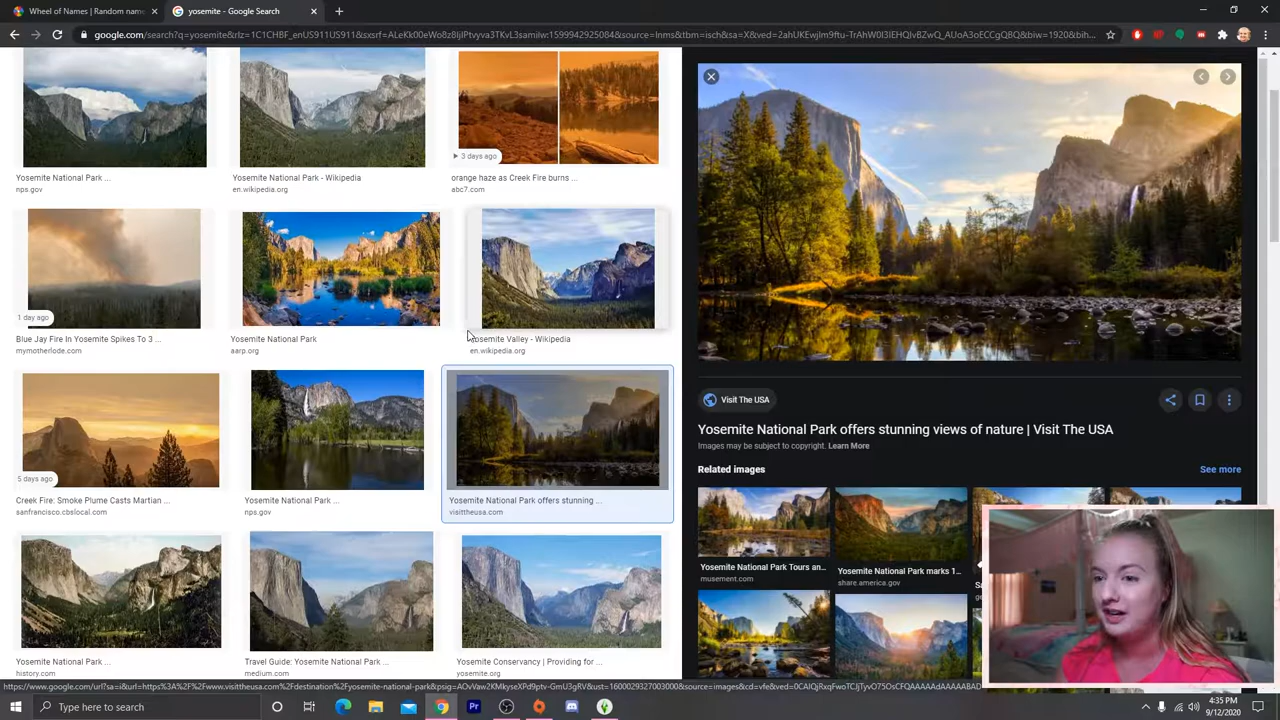 Wheel of Names | Random name
yosemite - Google Search
google.com/search?q=yosemite&rlz=1C1CHBF_enUS911US911&sxsrf=
Yosemite National Park ...
nps.gov
Yosemite National Park - Wikipedia
en.wikipedia.org
3 days ago
orange haze as Creek Fire burns ...
abc7.com
1 day ago
Blue Jay Fire In Yosemite Spikes To 3 ...
mymotherlode.com
Yosemite National Park
aarp.org
Yosemite Valley - Wikipedia
en.wikipedia.org
5 days ago
Creek Fire: Smoke Plume Casts Martian ...
sanfrancisco.cbslocal.com
Yosemite National Park ...
nps.gov
Yosemite National Park offers stunning ...
visittheusa.com
Yosemite National Park ...
history.com
Travel Guide: Yosemite National Park ...
medium.com
Yosemite Conservancy | Providing for ...
yosemite.org
Visit The USA
Yosemite National Park offers stunning views of nature | Visit The USA
Images may be subject to copyright. Learn More
Related images
See more
Yosemite National Park Tours an...
musement.com
Yosemite National Park marks 1...
share.america.gov
Type here to search
Pr
4:35 PM
9/12/2020